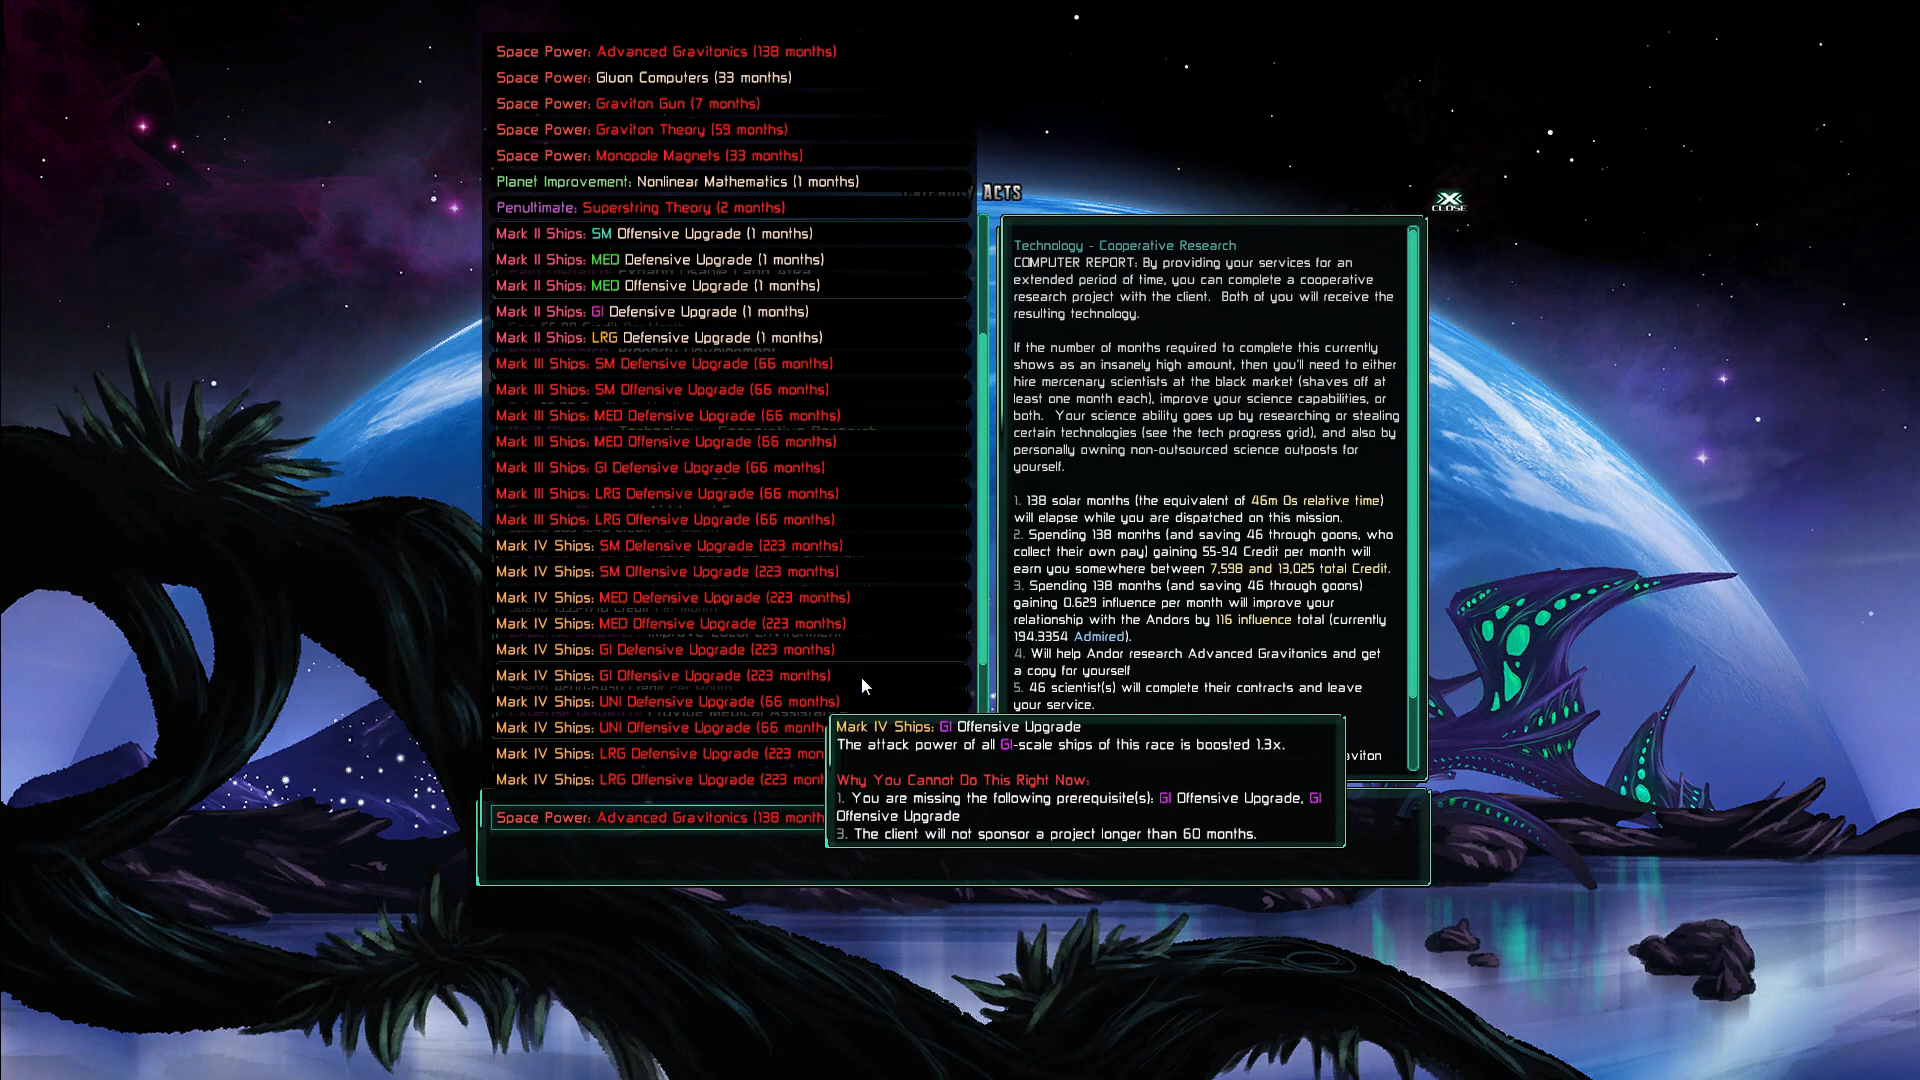 Space Power: Advanced Gravitonics (138 months)
Space Power: Gluon Computers (33 months)
Space Power: Graviton Gun (7 months)
Space Power: Graviton Theory (59 months)
Space Power: Monopole Magnets (33 months)
Planet Improvement: Nonlinear Mathematics (1 months)
Penultimate: Superstring Theory (2 months)
Mark II Ships: SM Offensive Upgrade (1 months)
Mark II Ships: MED Defensive Upgrade (1 months)
Mark II Ships: MED Offensive Upgrade (1 months)
Mark II Ships: GI Defensive Upgrade (1 months)
Mark II Ships: LRG Defensive Upgrade (1 months)
Mark III Ships: SM Defensive Upgrade (66 months)
Mark III Ships: SM Offensive Upgrade (66 months)
Mark III Ships: MED Defensive Upgrade (66 months)
Mark III Ships: MED Offensive Upgrade (66 months)
Mark III Ships: GI Defensive Upgrade (66 months)
Mark III Ships: LRG Defensive Upgrade (66 months)
Mark III Ships: LRG Offensive Upgrade (66 months)
Mark IV Ships: SM Defensive Upgrade (223 months)
Mark IV Ships: SM Offensive Upgrade (223 months)
Mark IV Ships: MED Defensive Upgrade (223 months)
Mark IV Ships: MED Offensive Upgrade (223 months)
Mark IV Ships: GI Defensive Upgrade (223 months)
Mark IV Ships: GI Offensive Upgrade (223 months)
Mark IV Ships: UNI Defensive Upgrade (66 months)
Mark IV Ships: UNI Offensive Upgrade (66 month
Mark IV Ships: LRG Defensive Upgrade (223 mont
Mark IV Ships: LRG Offensive Upgrade (223 mont
Space Power: Advanced Gravitonics (138 month
ACTS
CLOSE
Technology - Cooperative Research
COMPUTER REPORT: By providing your services for an
extended period of time, you can complete a cooperative
research project with the client. Both of you will receive the
resulting technology.
If the number of months required to complete this currently
shows as an insanely high amount, then you'll need to either
hire mercenary scientists at the black market (shaves off at
least one month each), improve your science capabilities, or
both. Your science ability goes up by researching or stealing
certain technologies (see the tech progress grid), and also by
personally owning non-outsourced science outposts for
yourself.
1. 138 solar months (the equivalent of 46m 0s relative time)
will elapse while you are dispatched on this mission.
2. Spending 138 months (and saving 46 through goons, who
collect their own pay) gaining 55-94 Credit per month will
earn you somewhere between 7,598 and 13,025 total Credit.
3. Spending 138 months (and saving 46 through goons)
gaining 0.629 influence per month will improve your
relationship with the Andors by 116 influence total (currently
194.3354 Admired).
4. Will help Andor research Advanced Gravitonics and get
a copy for yourself
5. 46 scientist(s) will complete their contracts and leave
your service.
aviton
Mark IV Ships: GI Offensive Upgrade
The attack power of all GI-scale ships of this race is boosted 1.3x.
Why You Cannot Do This Right Now:
1. You are missing the following prerequisite(s): GI Offensive Upgrade, GI
Offensive Upgrade
3. The client will not sponsor a project longer than 60 months.